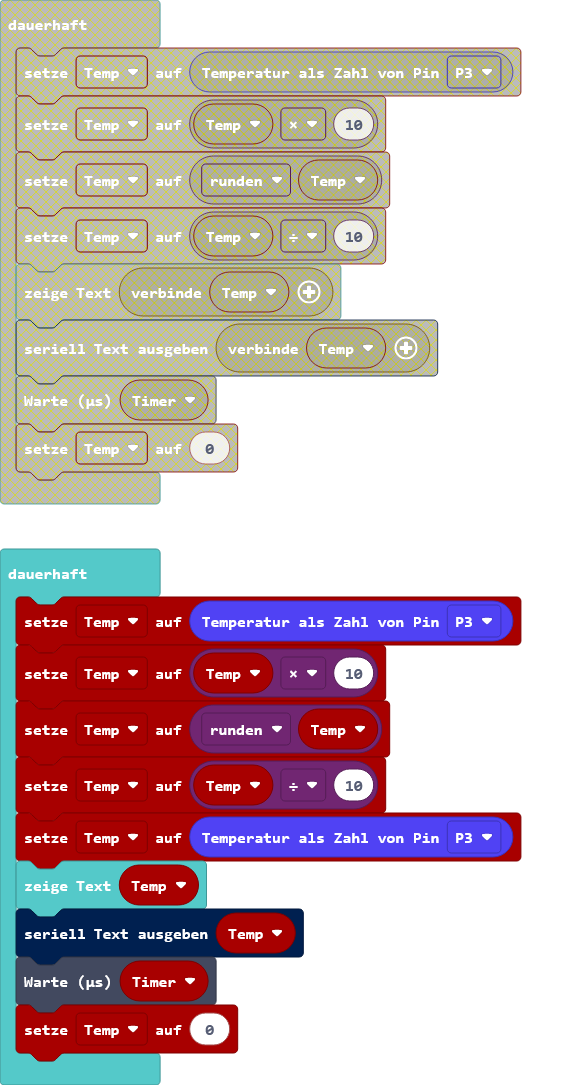 dauerhaft
setze Temp auf Temperatur als Zahl von Pin P3
setze Temp auf Temp × 10
setze Temp auf runden Temp
setze Temp auf Temp ÷ 10
zeige Text verbinde Temp
seriell Text ausgeben verbinde Temp
Warte (µs) Timer
setze Temp auf 0
dauerhaft
setze Temp auf Temperatur als Zahl von Pin P3
setze Temp auf Temp × 10
setze Temp auf runden Temp
setze Temp auf Temp ÷ 10
setze Temp auf Temperatur als Zahl von Pin P3
zeige Text Temp
seriell Text ausgeben Temp
Warte (µs) Timer
setze Temp auf 0